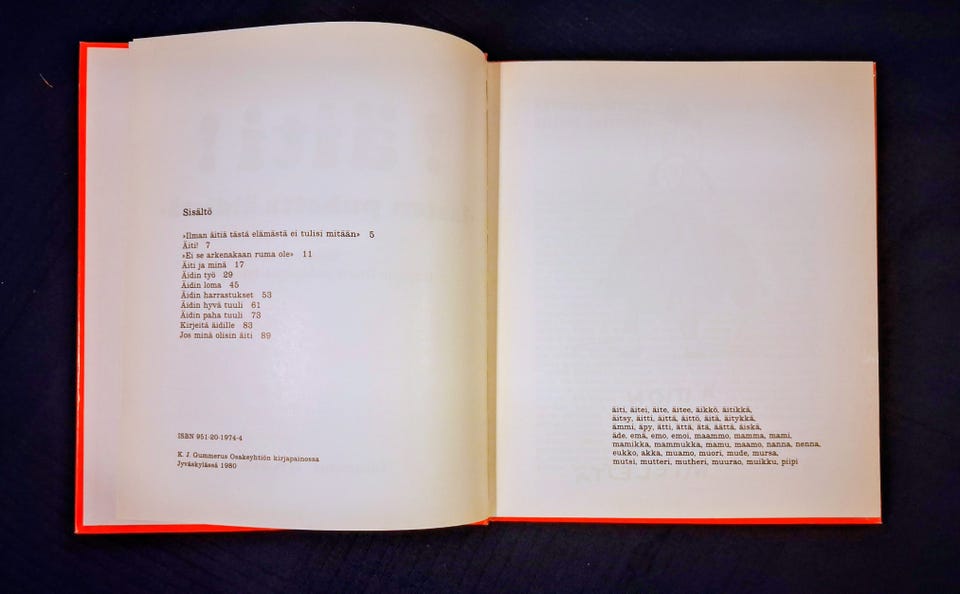 Sisältö
»Ilman äitiä tästä elämästä ei tulisi mitään» 5
Äiti! 7
»Ei se arkenakaan ruma ole» 11
Äiti ja minä 17
Äidin työ 29
Äidin loma 45
Äidin harrastukset 53
Äidin hyvä tuuli 61
Äidin paha tuuli 73
Kirjeitä äidille 83
Jos minä olisin äiti 89
ISBN 951-20-1974-4
K. J. Gummerus Osakeyhtiön kirjapainossa
Jyväskylässä 1980
äiti, äitei, äite, äitee, äikkö, äitikkä,
äitsy, äitti, äittä, äittö, äitä, äitykkä,
ämmi, äpy, ätti, ättä, ätä, äättä, äiskä,
äde, emä, emo, emoi, maammo, mamma, mami,
mamikka, mammukka, mamu, maamo, nanna, nenna,
eukko, akka, muamo, muori, mude, mursa,
mutsi, mutteri, mutheri, muurao, muikku, piipi